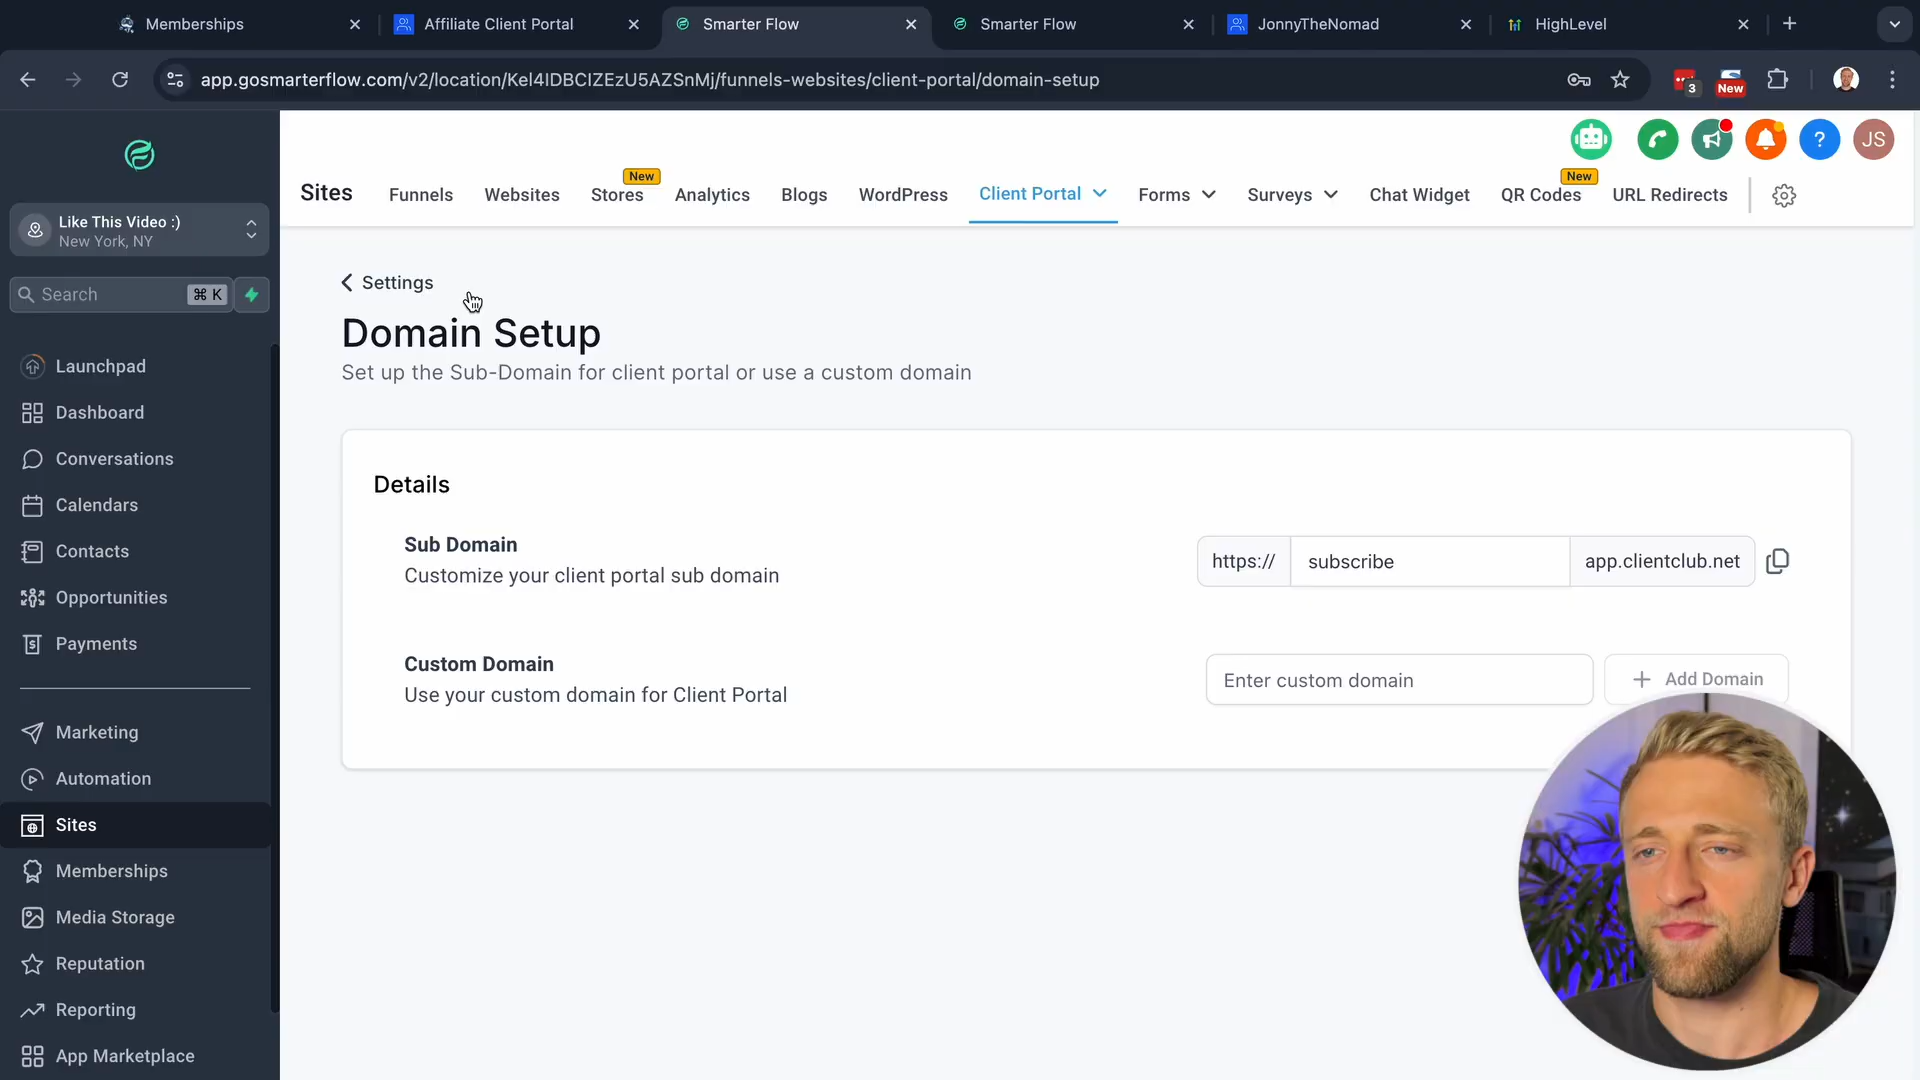 Memberships
Affiliate Client Portal
Smarter Flow
Smarter Flow
JonnyTheNomad
HighLevel
app.gosmarterflow.com/v2/location/Kel4lDBCIZEzU5AZSnMj/funnels-websites/client-portal/domain-setup
3
New
JS
Like This Video :)
New York, NY
Search ⌘ K
Launchpad
Dashboard
Conversations
Calendars
Contacts
Opportunities
Payments
Marketing
Automation
Sites
Memberships
Media Storage
Reputation
Reporting
App Marketplace
New New
Sites Funnels Websites Stores Analytics Blogs WordPress Client Portal Forms Surveys Chat Widget QR Codes URL Redirects
Settings
Domain Setup
Set up the Sub-Domain for client portal or use a custom domain
Details
Sub Domain
Customize your client portal sub domain
https:// subscribe app.clientclub.net
Custom Domain
Use your custom domain for Client Portal
Enter custom domain + Add Domain